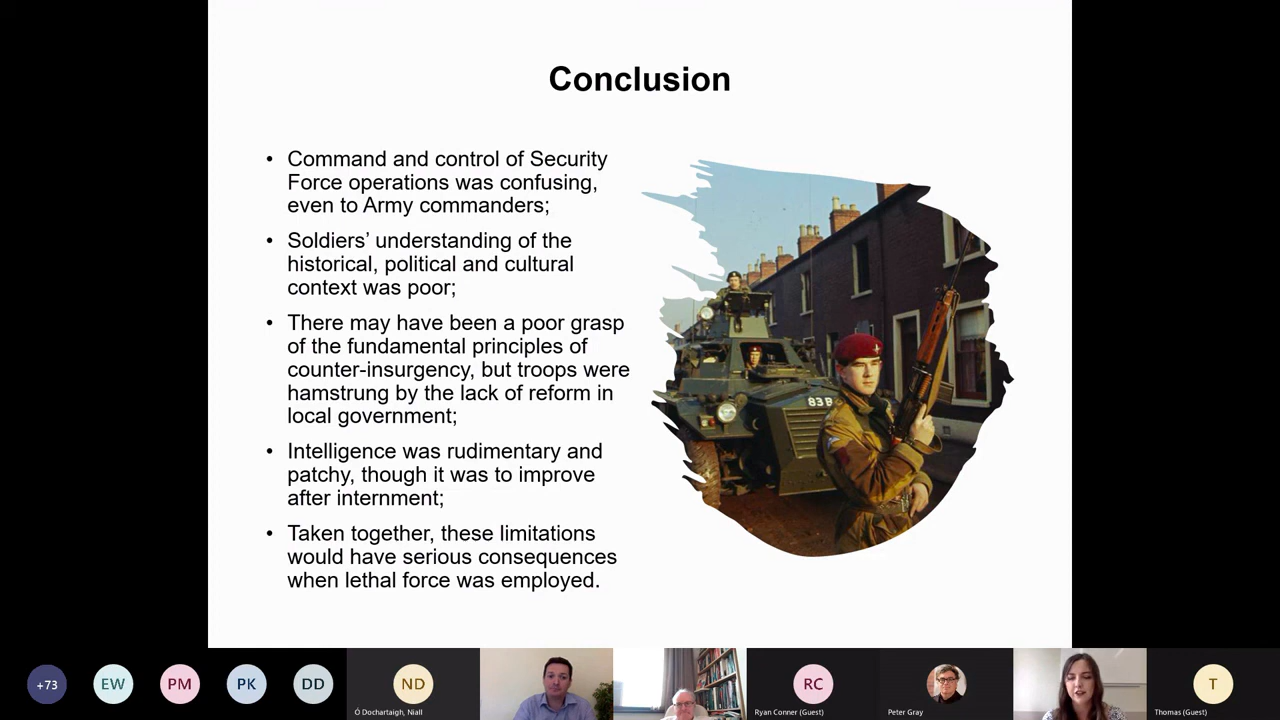 Conclusion
• Command and control of Security
Force operations was confusing,
even to Army commanders;
• Soldiers’ understanding of the
historical, political and cultural
context was poor;
• There may have been a poor grasp
of the fundamental principles of
counter-insurgency, but troops were
hamstrung by the lack of reform in
local government;
• Intelligence was rudimentary and
patchy, though it was to improve
after internment;
• Taken together, these limitations
would have serious consequences
when lethal force was employed.
83 B
+73
EW
PM
PK
DD
ND
Ó Dochartaigh, Niall
RC
Ryan Conner (Guest)
Peter Gray
T
Thomas (Guest)